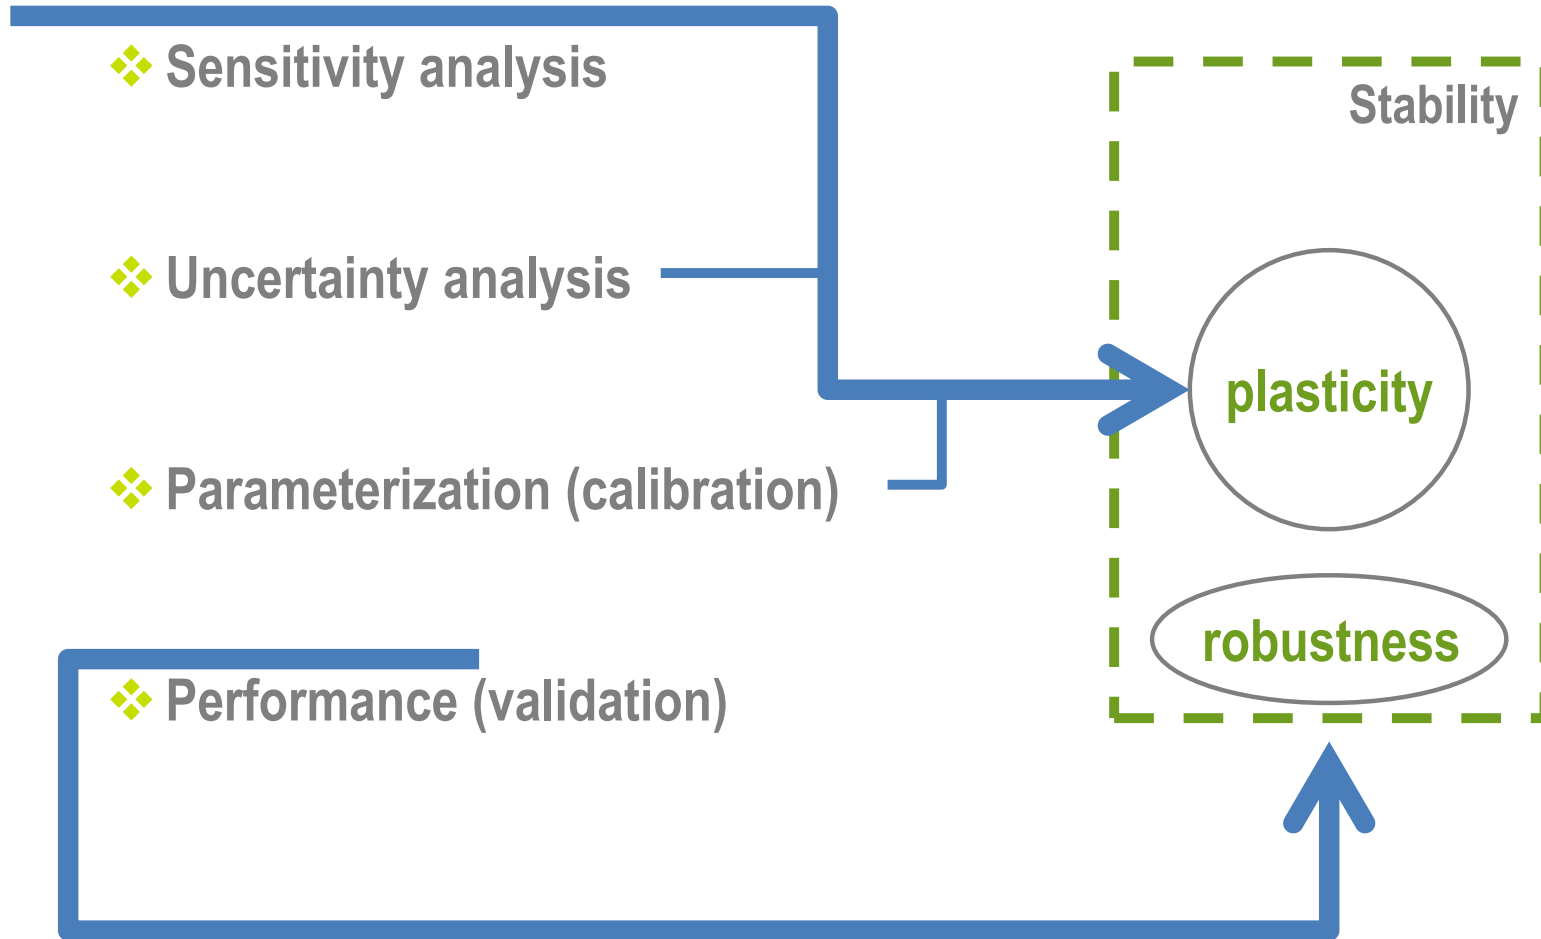 Sensitivity analysis
Stability
Uncertainty analysis
plasticity
Parameterization (calibration)
robustness
Performance (validation)